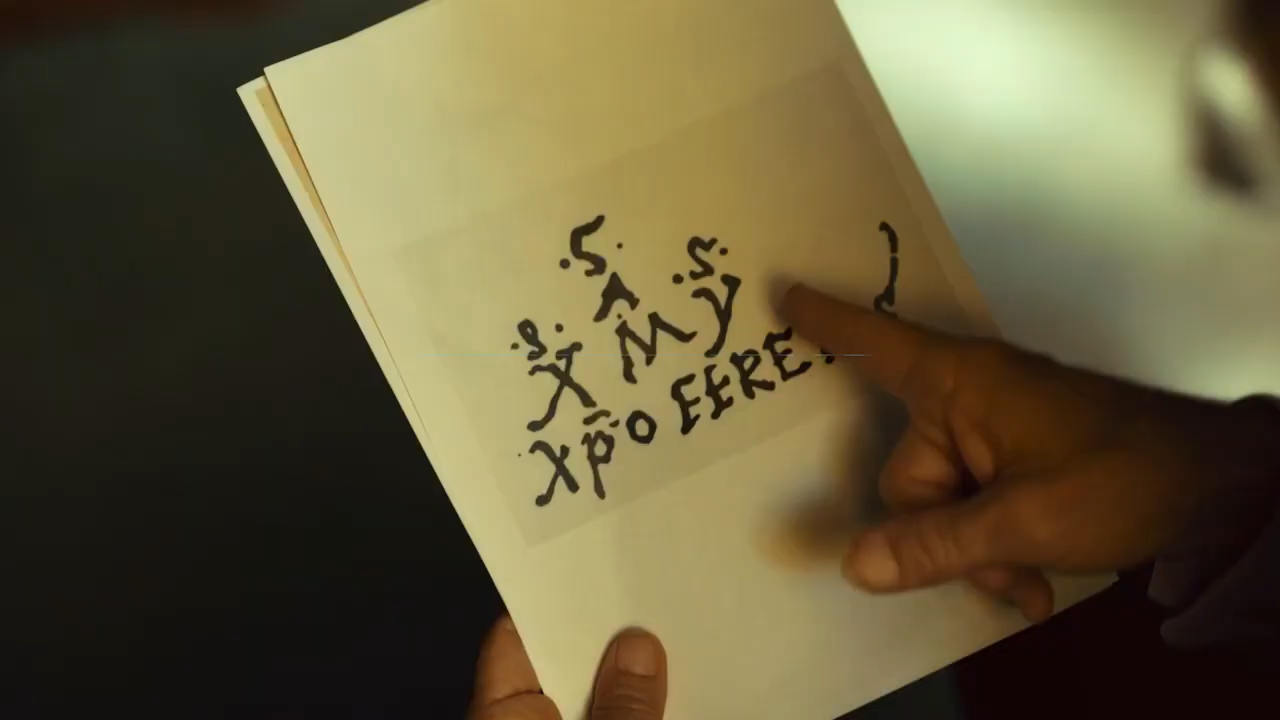 .S.
.S. A .S.
X M Y
Xp̄o FERE